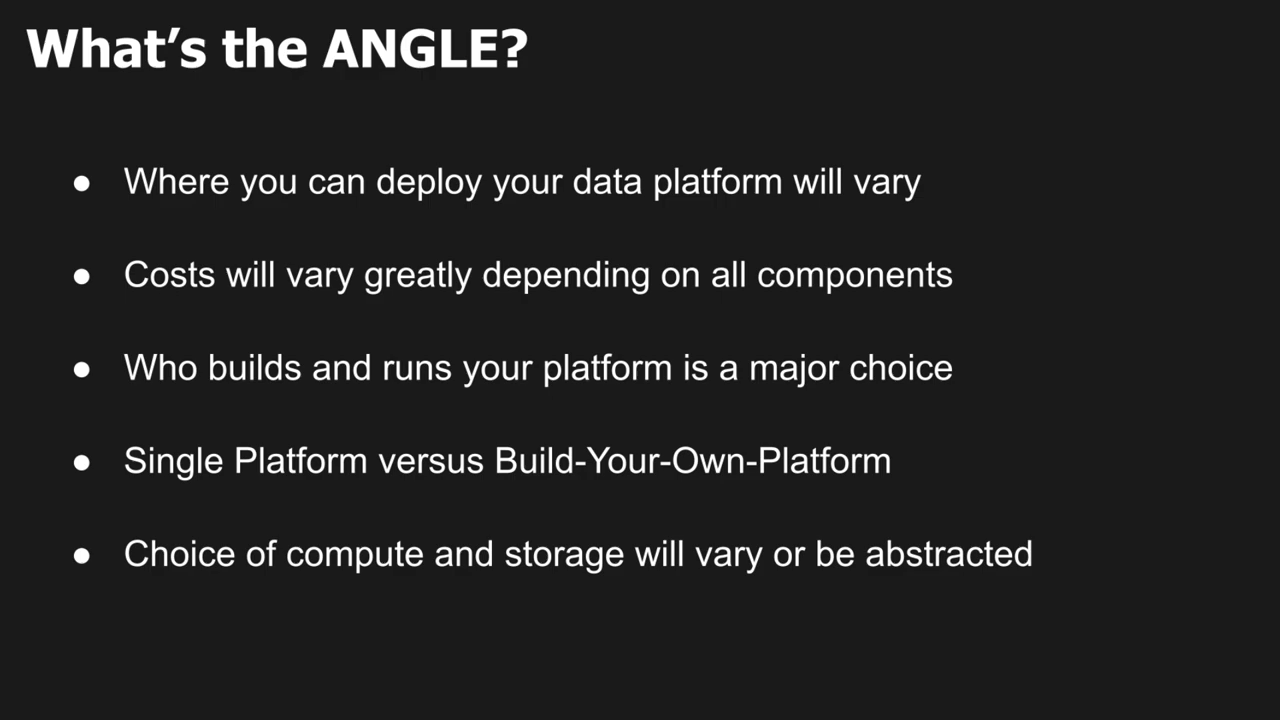 What’s the ANGLE?
● Where you can deploy your data platform will vary
● Costs will vary greatly depending on all components
● Who builds and runs your platform is a major choice
● Single Platform versus Build-Your-Own-Platform
● Choice of compute and storage will vary or be abstracted